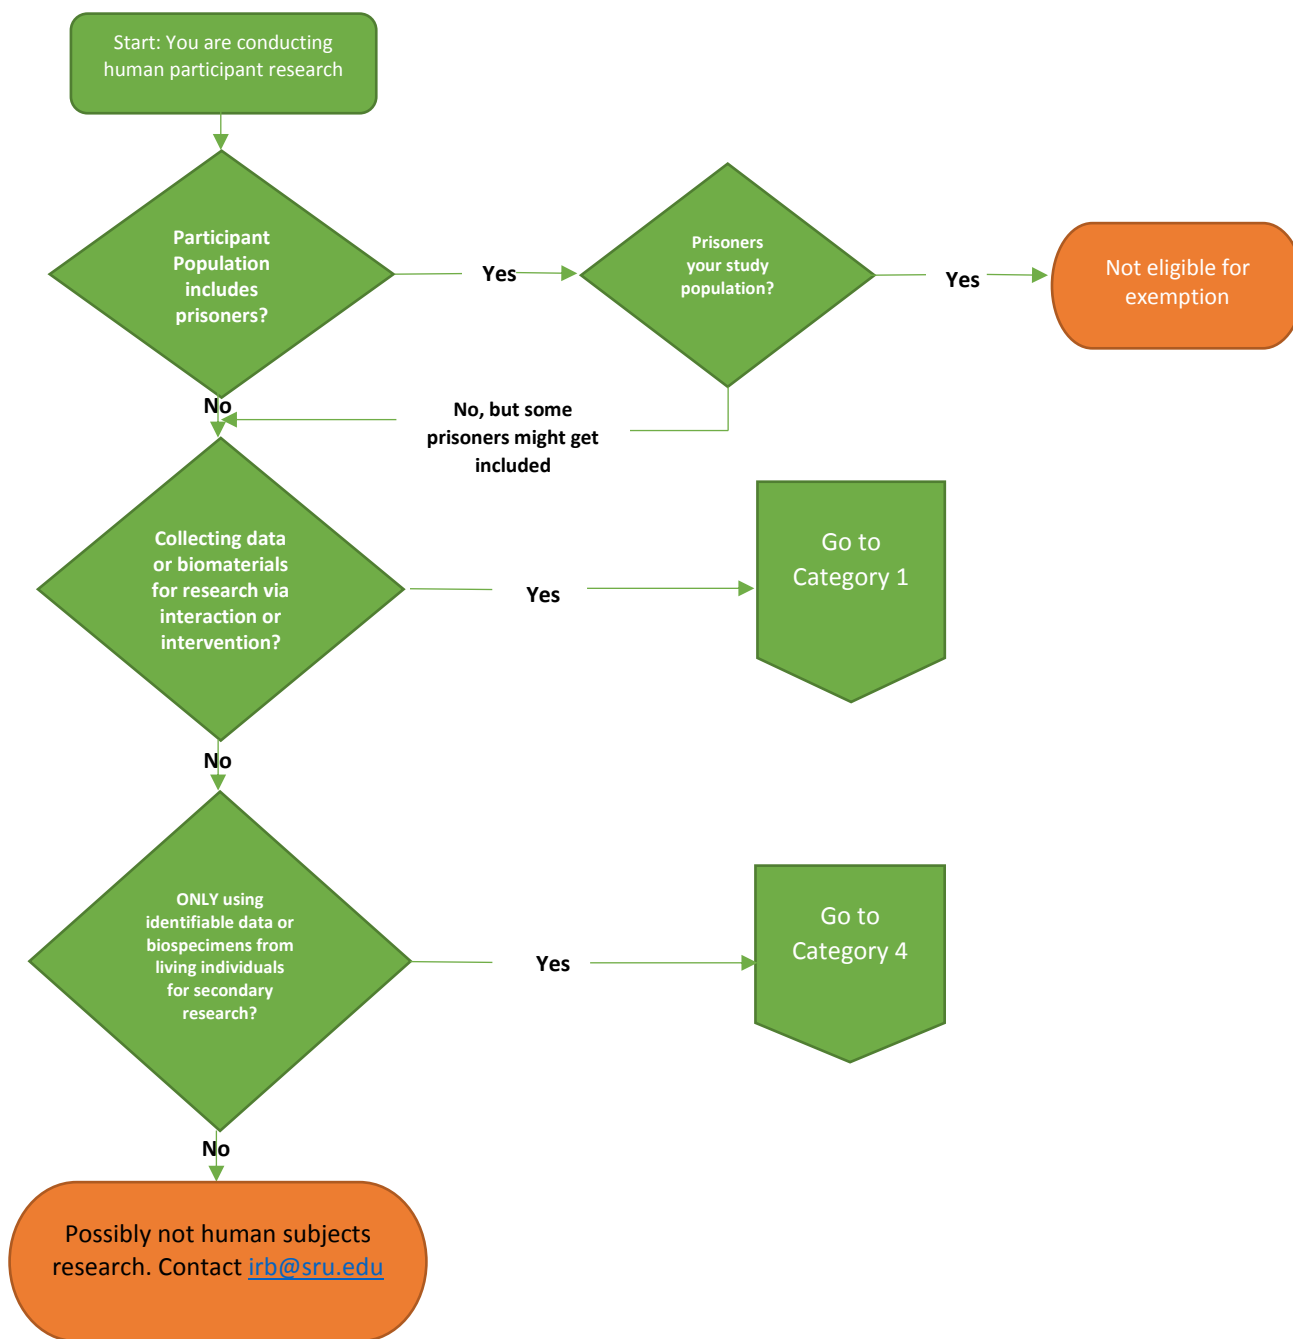 Start: You are conducting
human participant research
Participant
Population
includes
prisoners?
Yes
Prisoners
your study
population?
Yes
Not eligible for
exemption
No
No, but some
prisoners might get
included
Collecting data
or biomaterials
for research via
interaction or
intervention?
Yes
Go to
Category 1
No
ONLY using
identifiable data or
biospecimens from
living individuals
for secondary
research?
Yes
Go to
Category 4
No
Possibly not human subjects
research. Contact irb@sru.edu